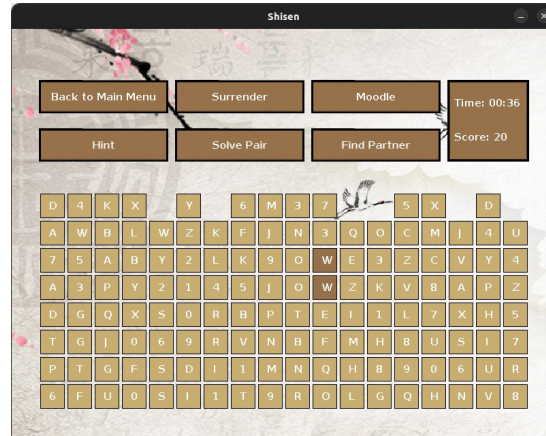 Shisen
Back to Main Menu Surrender Moodle
Time: 00:36
Hint Solve Pair Find Partner
Score: 20
D 4 K X Y 6 M 3 7 5 X D
A W B L W Z K F J N 3 Q O C M J 4 U
7 5 A B Y 2 L K 9 O W E 3 Z C V Y 4
A 3 P Y 2 1 4 5 J O W Z K V 8 A P Z
D G Q X S 0 R B P T E I 1 L 7 X H 5
T G J 0 6 9 R V N B F M H 8 U S I 7
P T G F S D I 1 M N Q H 8 9 0 6 U R
6 F U 0 S I 1 T 9 R O L G Q H N V 8